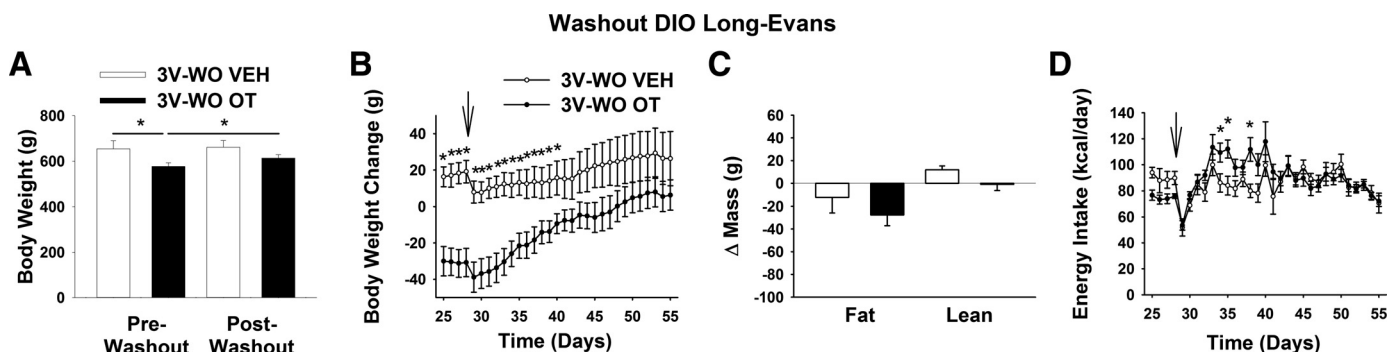 Washout DIO Long-Evans
A
3V-WO VEH
3V-WO OT
Body Weight (g)
800
600
400
200
0
*
*
Pre-
Washout
Post-
Washout
B
3V-WO VEH
3V-WO OT
Body Weight Change (g)
40
20
0
-20
-40
****
************
25 30 35 40 45 50 55
Time (Days)
C
Δ Mass (g)
60
40
20
0
-20
-40
-60
-80
-100
Fat Lean
D
Energy Intake (kcal/day)
140
120
100
80
60
40
20
0
* * *
25 30 35 40 45 50 55
Time (Days)